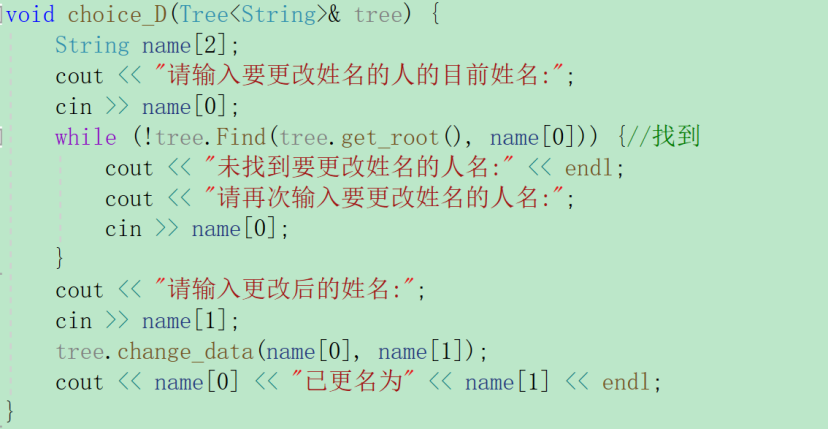 void choice_D(Tree<String>& tree) {
    String name[2];
    cout << "请输入要更改姓名的人的目前姓名:";
    cin >> name[0];
    while (!tree.Find(tree.get_root(), name[0])) {//找到
        cout << "未找到要更改姓名的人名:" << endl;
        cout << "请再次输入要更改姓名的人名:";
        cin >> name[0];
    }
    cout << "请输入更改后的姓名:";
    cin >> name[1];
    tree.change_data(name[0], name[1]);
    cout << name[0] << "已更名为" << name[1] << endl;
}